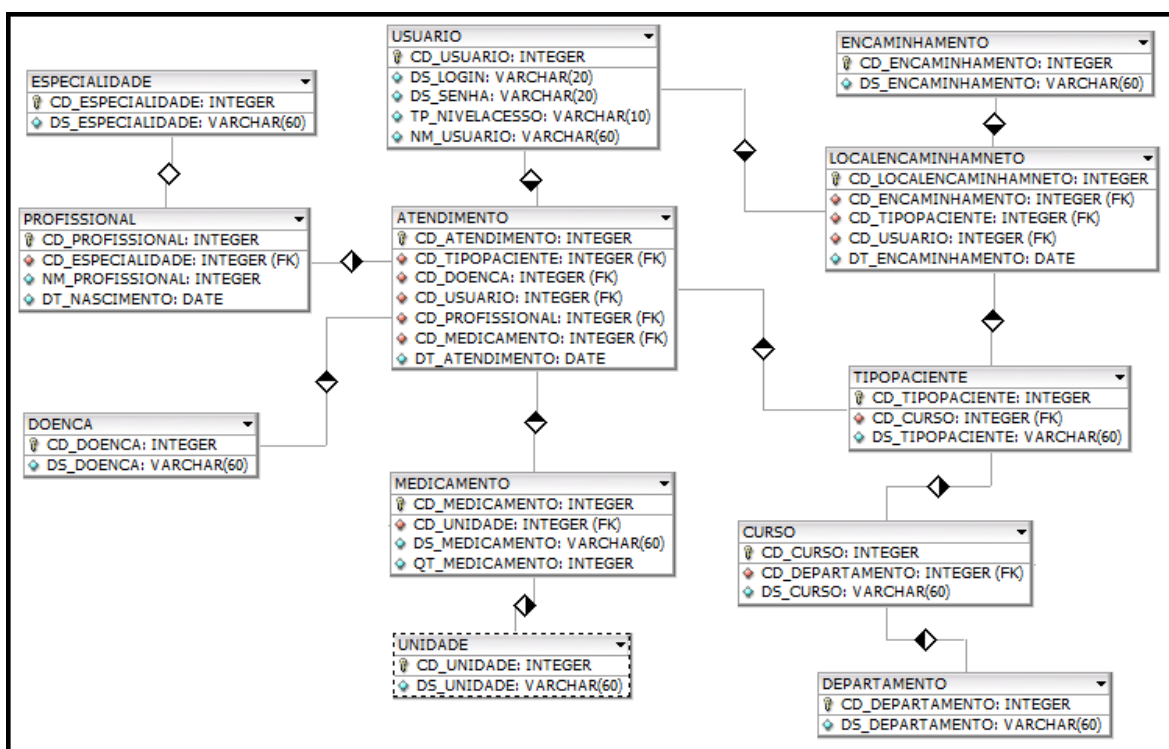 USUARIO
CD_USUARIO: INTEGER
DS_LOGIN: VARCHAR(20)
DS_SENHA: VARCHAR(20)
TP_NIVELACESSO: VARCHAR(10)
NM_USUARIO: VARCHAR(60)
ENCAMINHAMENTO
CD_ENCAMINHAMENTO: INTEGER
DS_ENCAMINHAMENTO: VARCHAR(60)
ESPECIALIDADE
CD_ESPECIALIDADE: INTEGER
DS_ESPECIALIDADE: VARCHAR(60)
LOCALENCAMINHAMNETO
CD_LOCALENCAMINHAMNETO: INTEGER
CD_ENCAMINHAMENTO: INTEGER (FK)
CD_TIPOPACIENTE: INTEGER (FK)
CD_USUARIO: INTEGER (FK)
DT_ENCAMINHAMENTO: DATE
PROFISSIONAL
CD_PROFISSIONAL: INTEGER
CD_ESPECIALIDADE: INTEGER (FK)
NM_PROFISSIONAL: INTEGER
DT_NASCIMENTO: DATE
ATENDIMENTO
CD_ATENDIMENTO: INTEGER
CD_TIPOPACIENTE: INTEGER (FK)
CD_DOENCA: INTEGER (FK)
CD_USUARIO: INTEGER (FK)
CD_PROFISSIONAL: INTEGER (FK)
CD_MEDICAMENTO: INTEGER (FK)
DT_ATENDIMENTO: DATE
TIPOPACIENTE
CD_TIPOPACIENTE: INTEGER
CD_CURSO: INTEGER (FK)
DS_TIPOPACIENTE: VARCHAR(60)
DOENCA
CD_DOENCA: INTEGER
DS_DOENCA: VARCHAR(60)
MEDICAMENTO
CD_MEDICAMENTO: INTEGER
CD_UNIDADE: INTEGER (FK)
DS_MEDICAMENTO: VARCHAR(60)
QT_MEDICAMENTO: INTEGER
CURSO
CD_CURSO: INTEGER
CD_DEPARTAMENTO: INTEGER (FK)
DS_CURSO: VARCHAR(60)
UNIDADE
CD_UNIDADE: INTEGER
DS_UNIDADE: VARCHAR(60)
DEPARTAMENTO
CD_DEPARTAMENTO: INTEGER
DS_DEPARTAMENTO: VARCHAR(60)